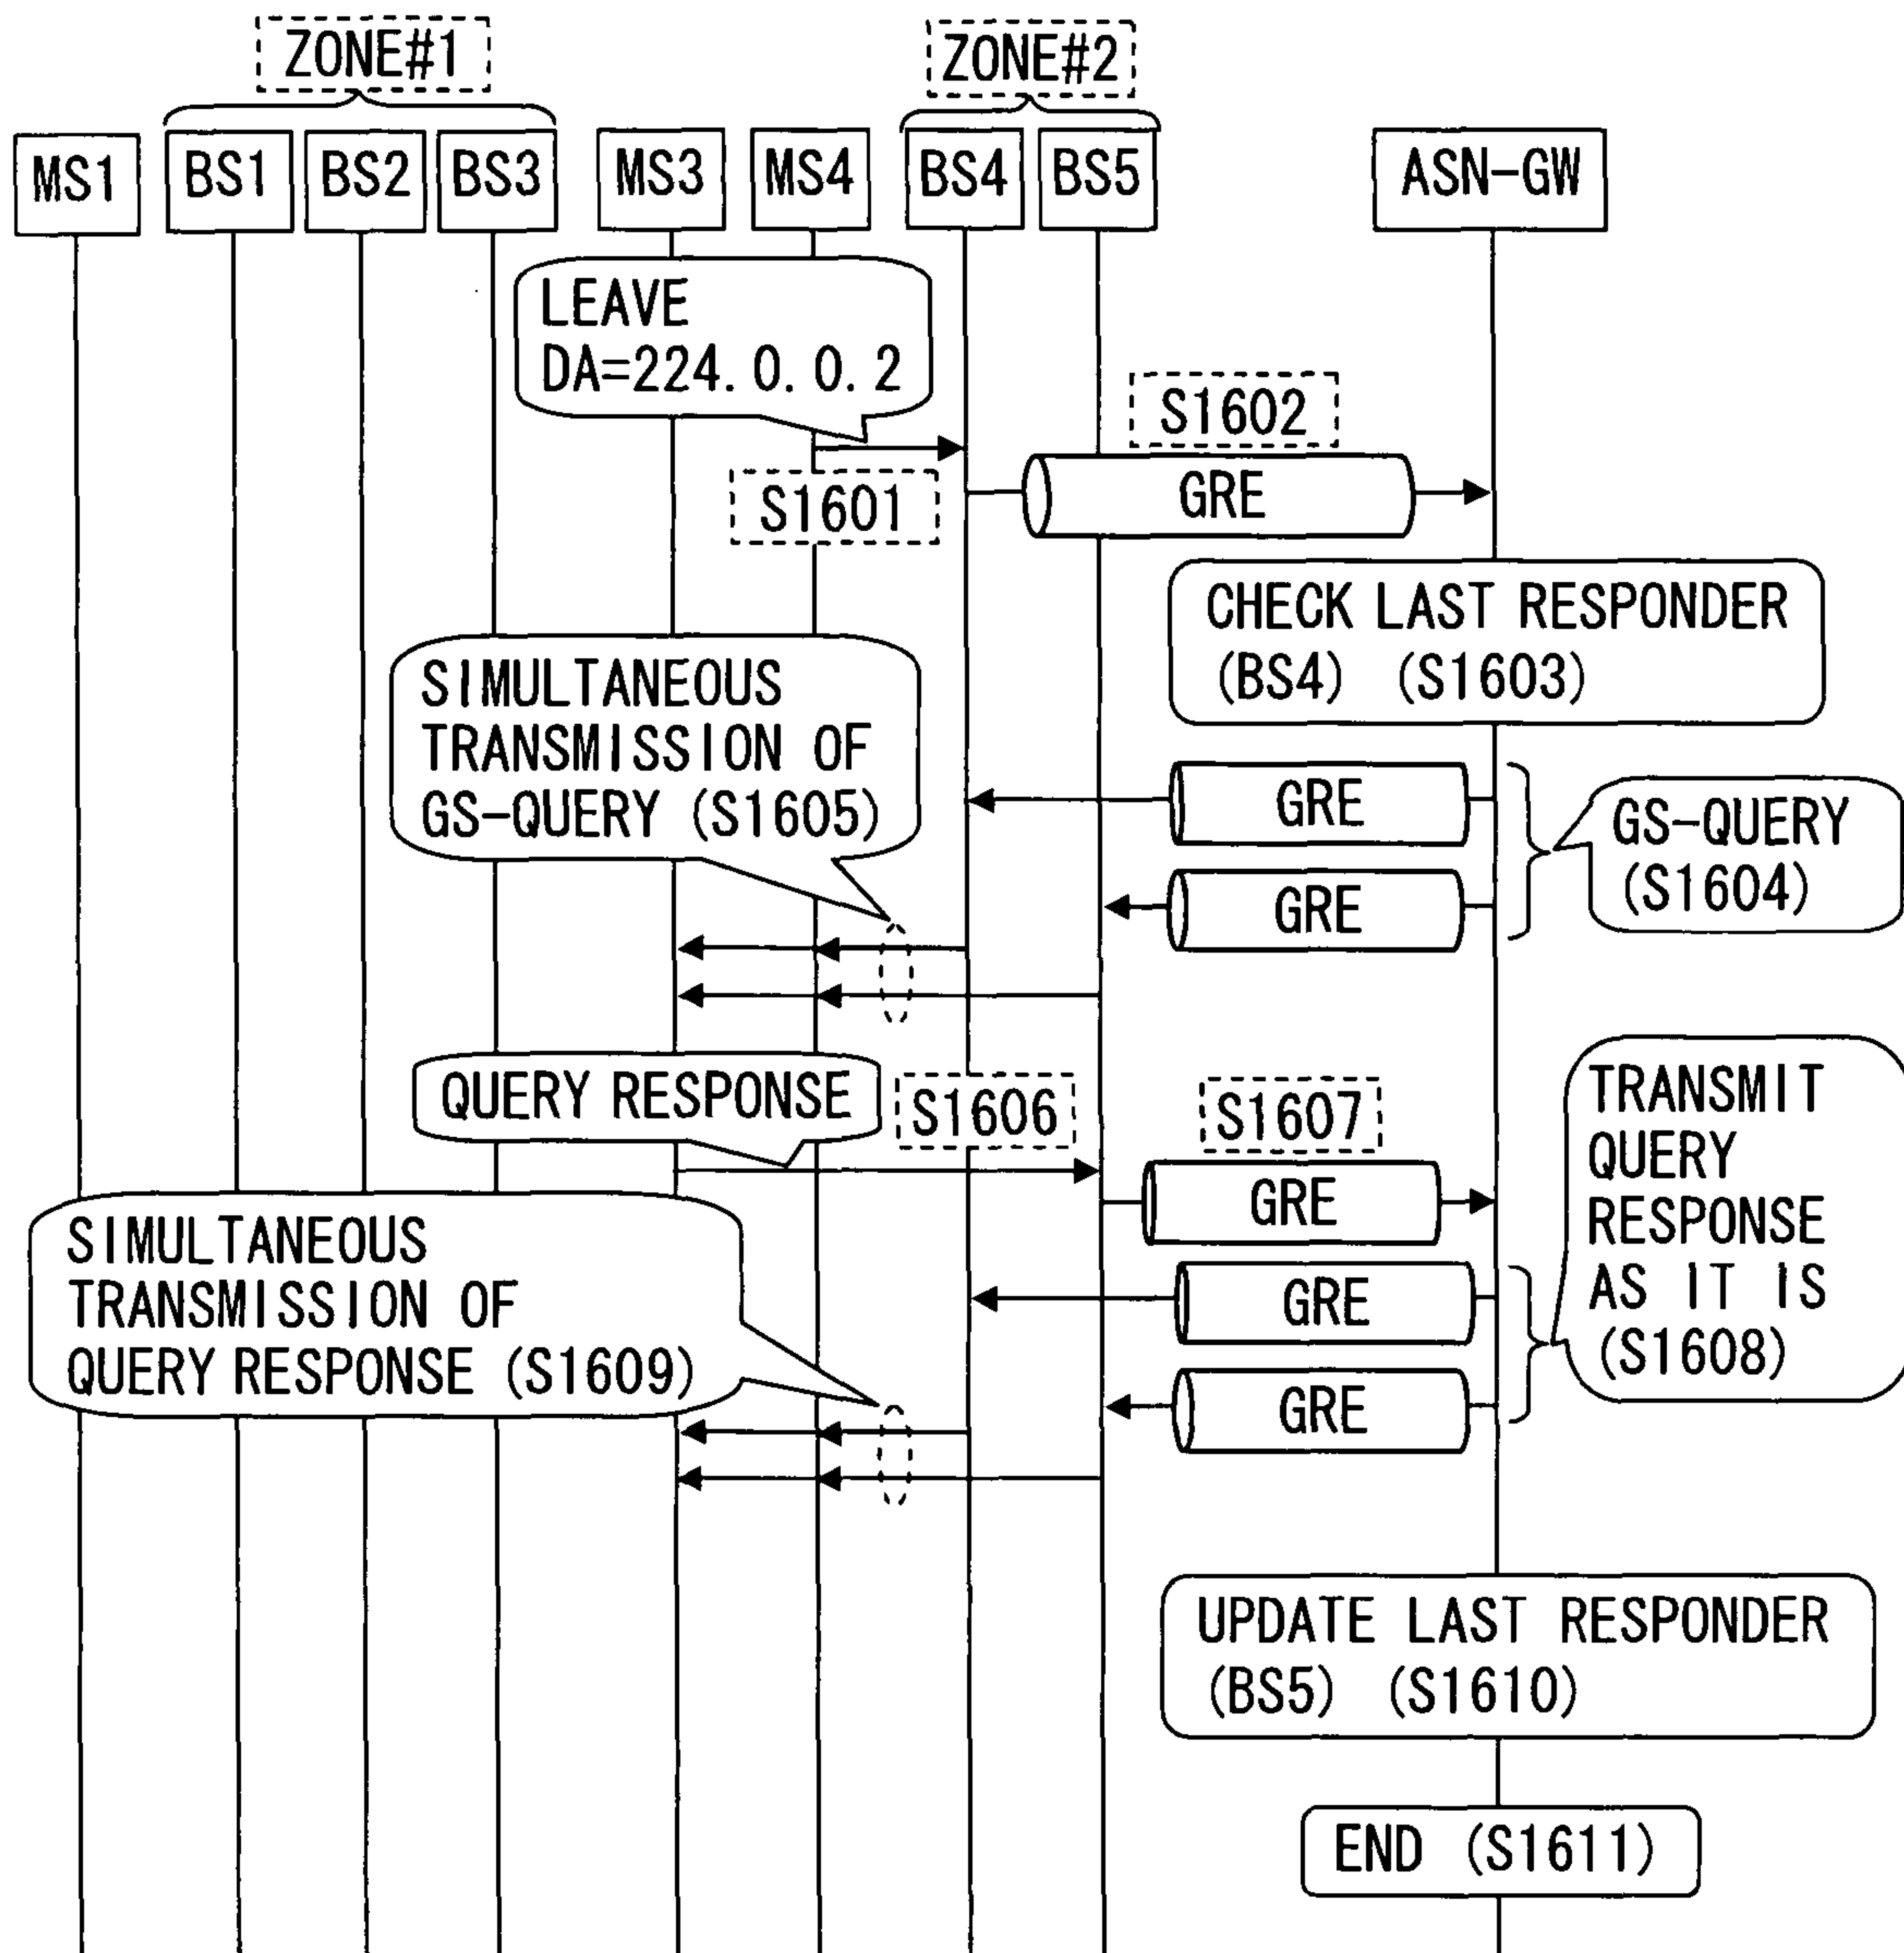 ZONE#1
ZONE#2
MS1
BS1
BS2
BS3
MS3
MS4
BS4
BS5
ASN-GW
LEAVE
DA=224.0.0.2
S1602
S1601
GRE
CHECK LAST RESPONDER
(BS4) (S1603)
SIMULTANEOUS
TRANSMISSION OF
GS-QUERY (S1605)
GRE
GS-QUERY
(S1604)
GRE
QUERY RESPONSE
S1606
S1607
TRANSMIT
QUERY
RESPONSE
AS IT IS
(S1608)
GRE
SIMULTANEOUS
TRANSMISSION OF
QUERY RESPONSE (S1609)
GRE
GRE
UPDATE LAST RESPONDER
(BS5) (S1610)
END (S1611)